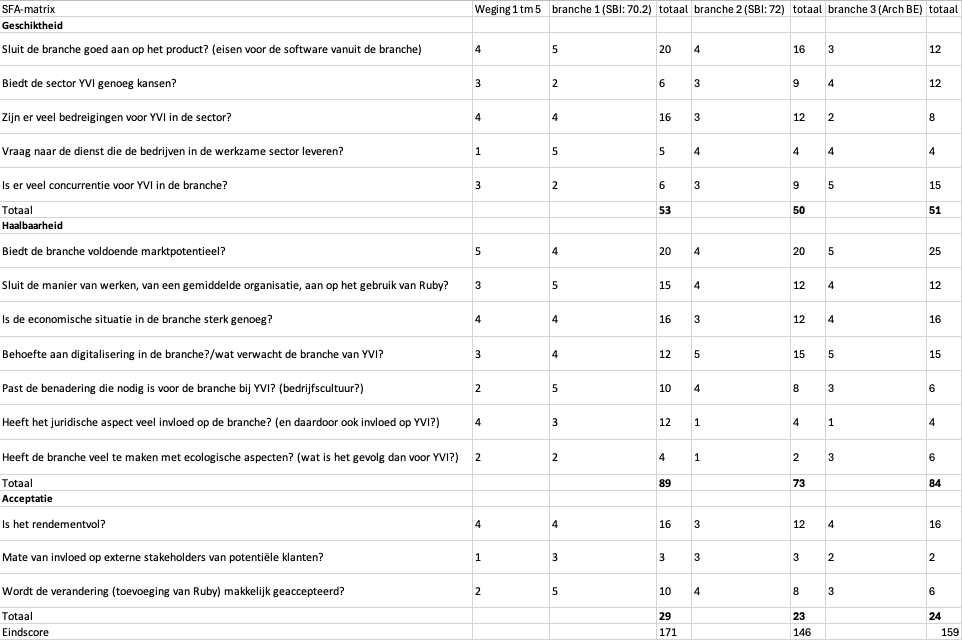 SFA-matrix Weging 1 tm 5 branche 1 (SBI: 70.2) totaal branche 2 (SBI: 72) totaal branche 3 (Arch BE) totaal
Geschiktheid
Sluit de branche goed aan op het product? (eisen voor de software vanuit de branche) 4 5 20 4 16 3 12
Biedt de sector YVI genoeg kansen? 3 2 6 3 9 4 12
Zijn er veel bedreigingen voor YVI in de sector? 4 4 16 3 12 2 8
Vraag naar de dienst die de bedrijven in de werkzame sector leveren? 1 5 5 4 4 4 4
Is er veel concurrentie voor YVI in de branche? 3 2 6 3 9 5 15
Totaal 53 50 51
Haalbaarheid
Biedt de branche voldoende marktpotentieel? 5 4 20 4 20 5 25
Sluit de manier van werken, van een gemiddelde organisatie, aan op het gebruik van Ruby? 3 5 15 4 12 4 12
Is de economische situatie in de branche sterk genoeg? 4 4 16 3 12 4 16
Behoefte aan digitalisering in de branche?/wat verwacht de branche van YVI? 3 4 12 5 15 5 15
Past de benadering die nodig is voor de branche bij YVI? (bedrijfscultuur?) 2 5 10 4 8 3 6
Heeft het juridische aspect veel invloed op de branche? (en daardoor ook invloed op YVI?) 4 3 12 1 4 1 4
Heeft de branche veel te maken met ecologische aspecten? (wat is het gevolg dan voor YVI?) 2 2 4 1 2 3 6
Totaal 89 73 84
Acceptatie
Is het rendementvol? 4 4 16 3 12 4 16
Mate van invloed op externe stakeholders van potentiële klanten? 1 3 3 3 3 2 2
Wordt de verandering (toevoeging van Ruby) makkelijk geaccepteerd? 2 5 10 4 8 3 6
Totaal 29 23 24
Eindscore 171 146 159